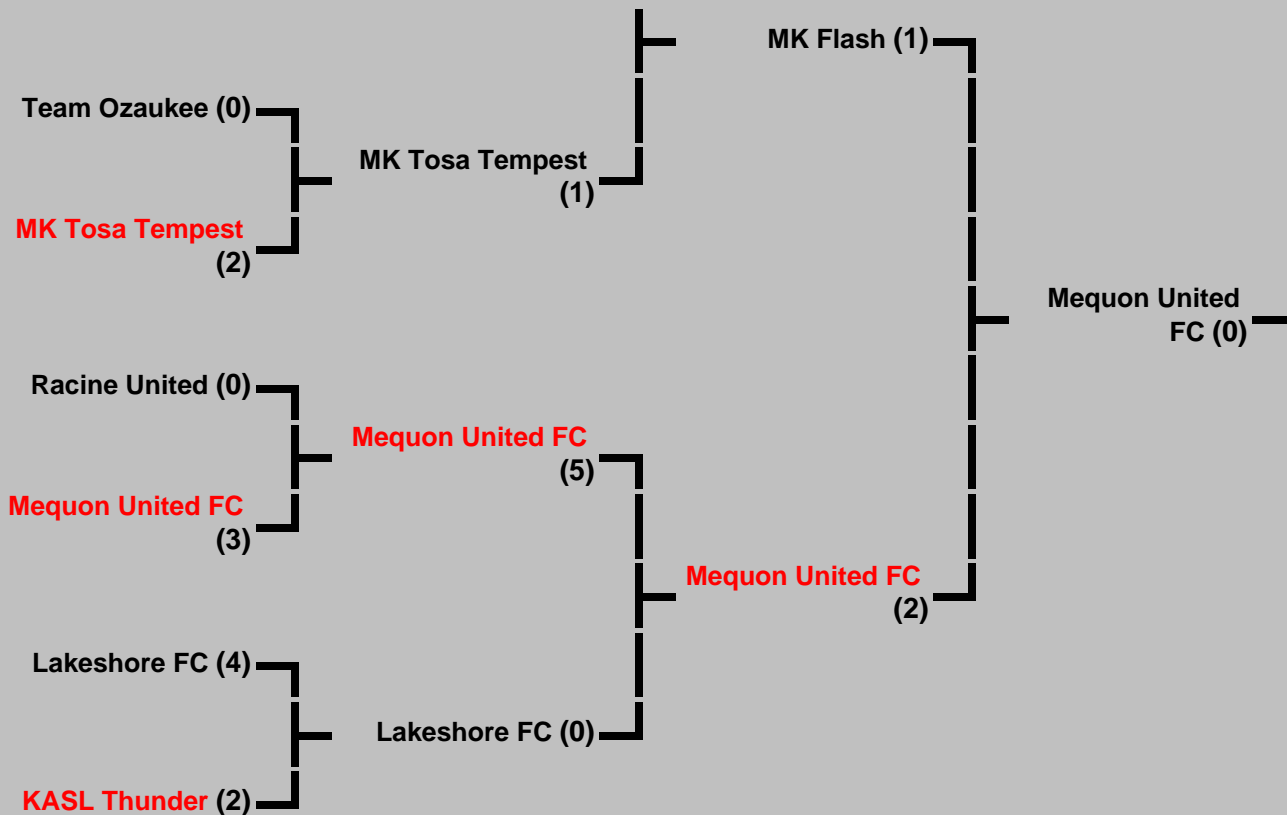 MK Flash (1)
Team Ozaukee (0)
MK Tosa Tempest
(1)
MK Tosa Tempest
(2)
Mequon United
FC (0)
Racine United (0)
Mequon United FC
(5)
Mequon United FC
(3)
Mequon United FC
(2)
Lakeshore FC (4)
Lakeshore FC (0)
KASL Thunder (2)